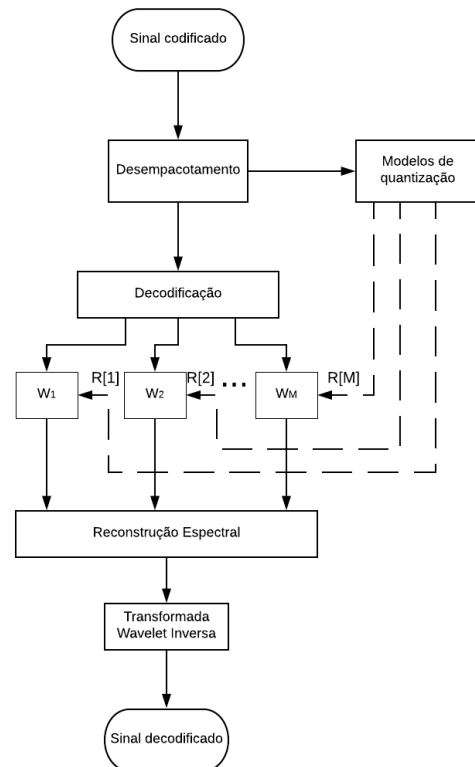 Sinal codificado
Desempacotamento
Modelos de
quantização
Decodificação
W1
R[1]
W2
R[2]
...
WM
R[M]
Reconstrução Espectral
Transformada
Wavelet Inversa
Sinal decodificado